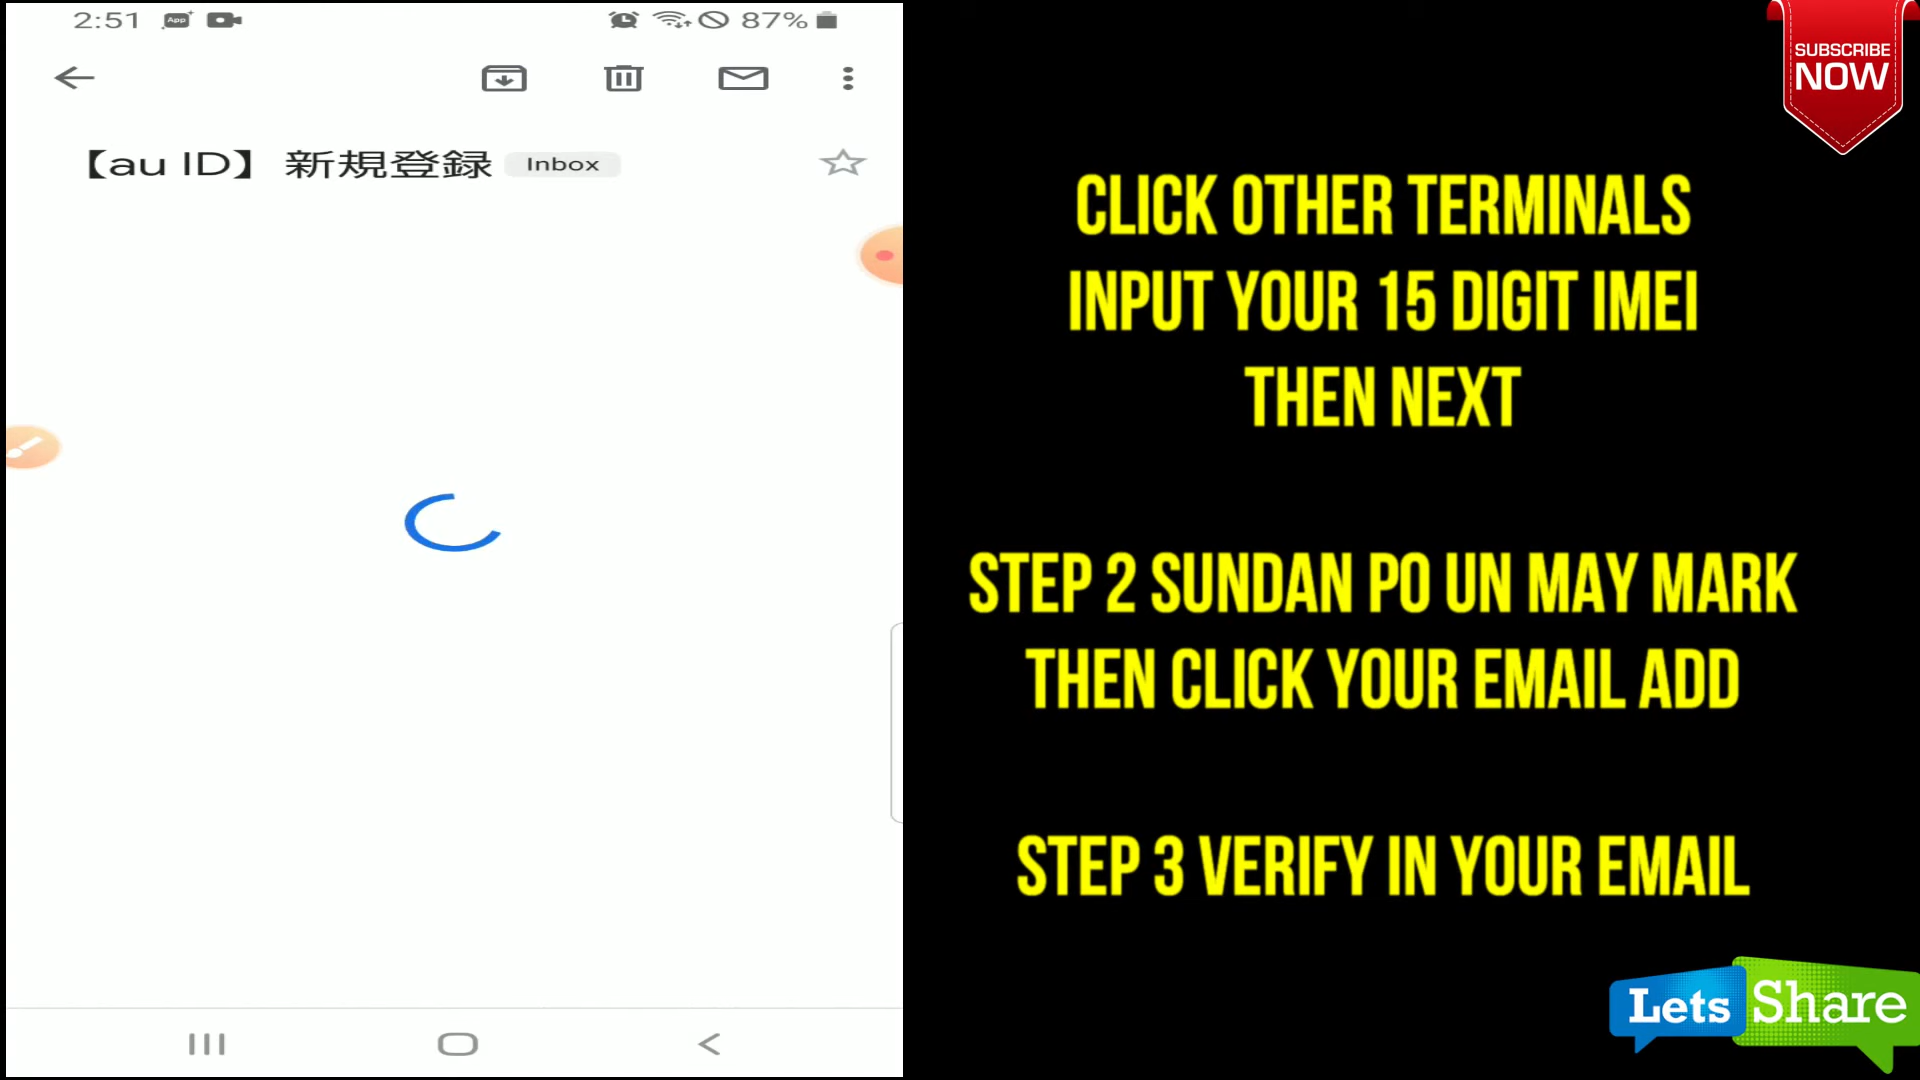 2:51
App
87%
【au ID】 新規登録
Inbox
SUBSCRIBE
NOW
CLICK OTHER TERMINALS
INPUT YOUR 15 DIGIT IMEI
THEN NEXT
STEP 2 SUNDAN PO UN MAY MARK
THEN CLICK YOUR EMAIL ADD
STEP 3 VERIFY IN YOUR EMAIL
Lets Share